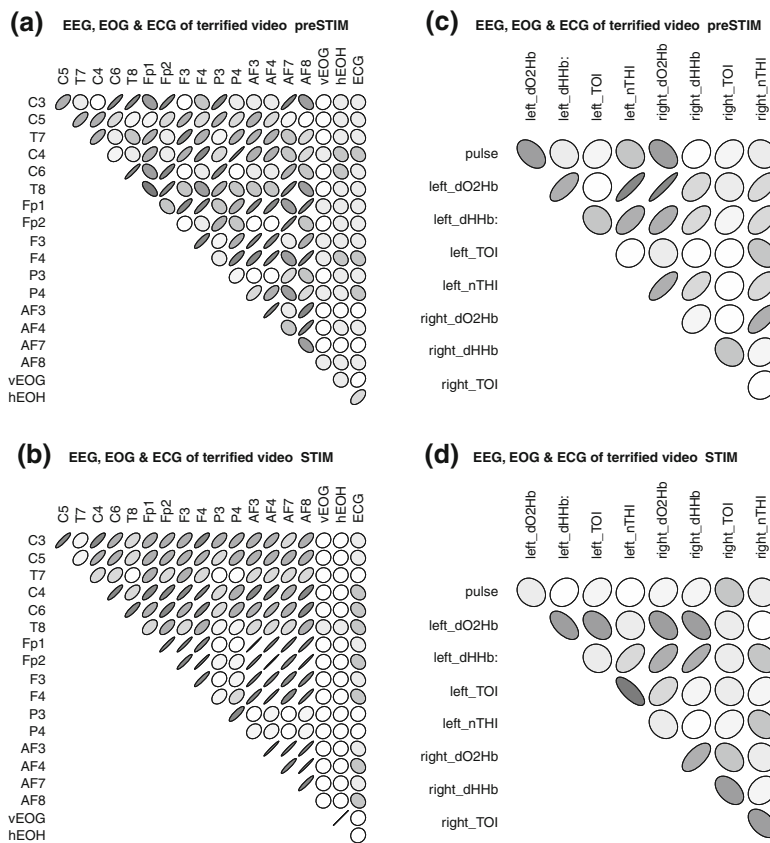 (a) EEG, EOG & ECG of terrified video preSTIM
C5 T7 C4 C6 T8 Fp1 Fp2 F3 F4 P3 P4 AF3 AF4 AF7 AF8 vEOG hEOH ECG
C3
C5
T7
C4
C6
T8
Fp1
Fp2
F3
F4
P3
P4
AF3
AF4
AF7
AF8
vEOG
hEOH
(c) EEG, EOG & ECG of terrified video preSTIM
left_dO2Hb left_dHHb: left_TOI left_nTHI right_dO2Hb right_dHHb right_TOI right_nTHI
pulse
left_dO2Hb
left_dHHb:
left_TOI
left_nTHI
right_dO2Hb
right_dHHb
right_TOI
(b) EEG, EOG & ECG of terrified video STIM
C5 T7 C4 C6 T8 Fp1 Fp2 F3 F4 P3 P4 AF3 AF4 AF7 AF8 vEOG hEOH ECG
C3
C5
T7
C4
C6
T8
Fp1
Fp2
F3
F4
P3
P4
AF3
AF4
AF7
AF8
vEOG
hEOH
(d) EEG, EOG & ECG of terrified video STIM
left_dO2Hb left_dHHb: left_TOI left_nTHI right_dO2Hb right_dHHb right_TOI right_nTHI
pulse
left_dO2Hb
left_dHHb:
left_TOI
left_nTHI
right_dO2Hb
right_dHHb
right_TOI